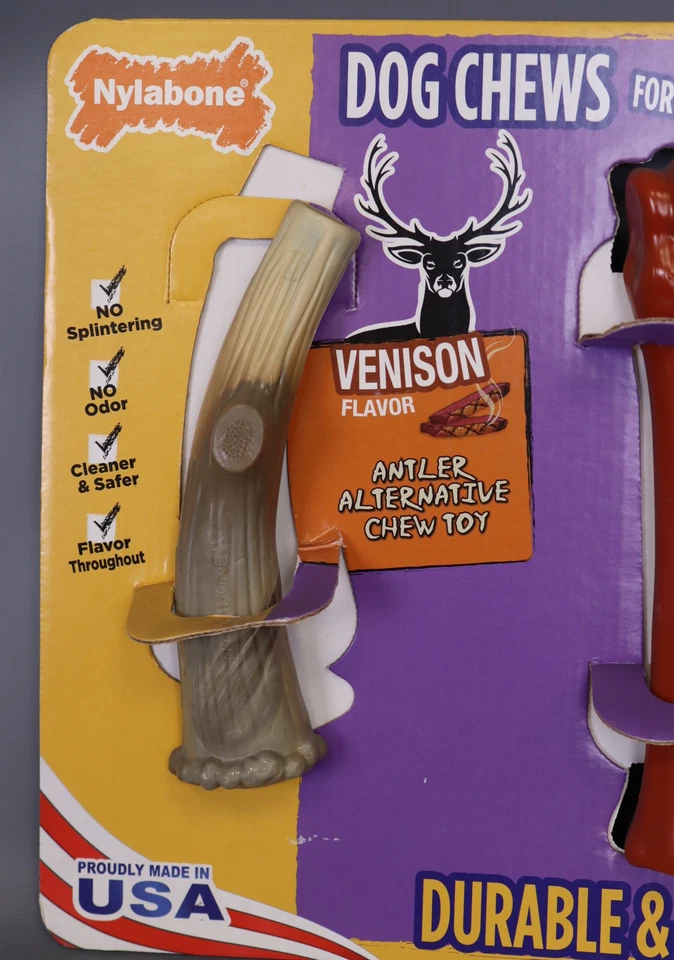 Nylabone®
DOG CHEWS FOR
NO
Splintering
NO
Odor
Cleaner
& Safer
Flavor
Throughout
VENISON
FLAVOR
ANTLER
ALTERNATIVE
CHEW TOY
PROUDLY MADE IN
USA
DURABLE &